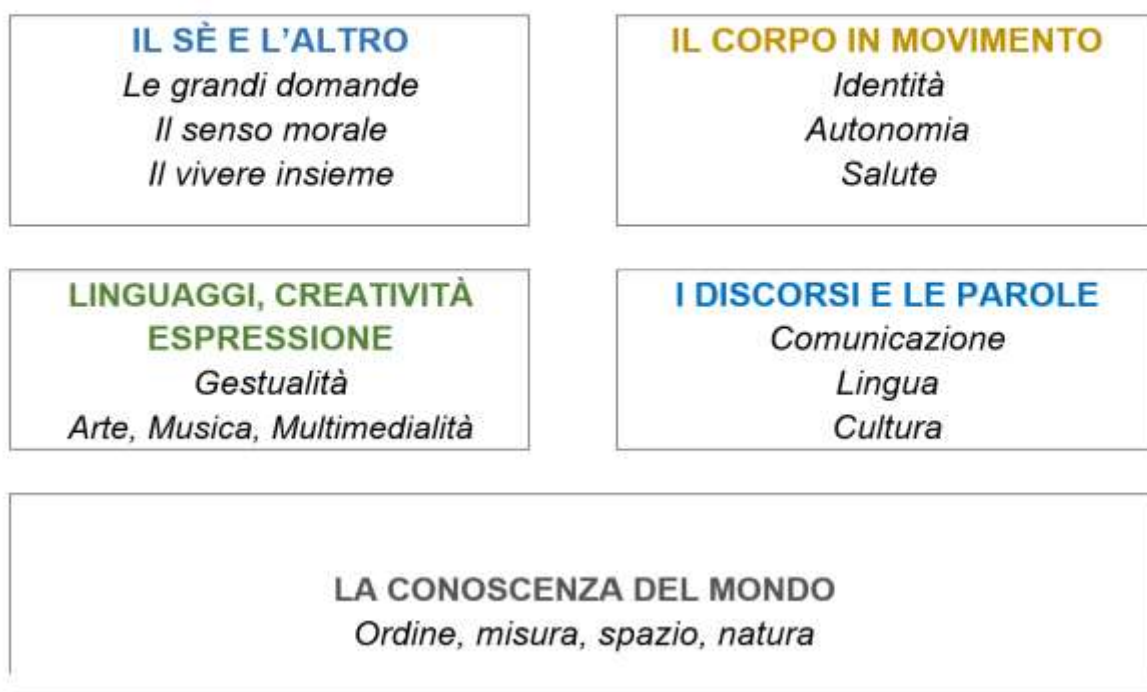 IL SÈ E L'ALTRO
Le grandi domande
Il senso morale
Il vivere insieme
IL CORPO IN MOVIMENTO
Identità
Autonomia
Salute
LINGUAGGI, CREATIVITÀ
ESPRESSIONE
Gestualità
Arte, Musica, Multimedialità
I DISCORSI E LE PAROLE
Comunicazione
Lingua
Cultura
LA CONOSCENZA DEL MONDO
Ordine, misura, spazio, natura